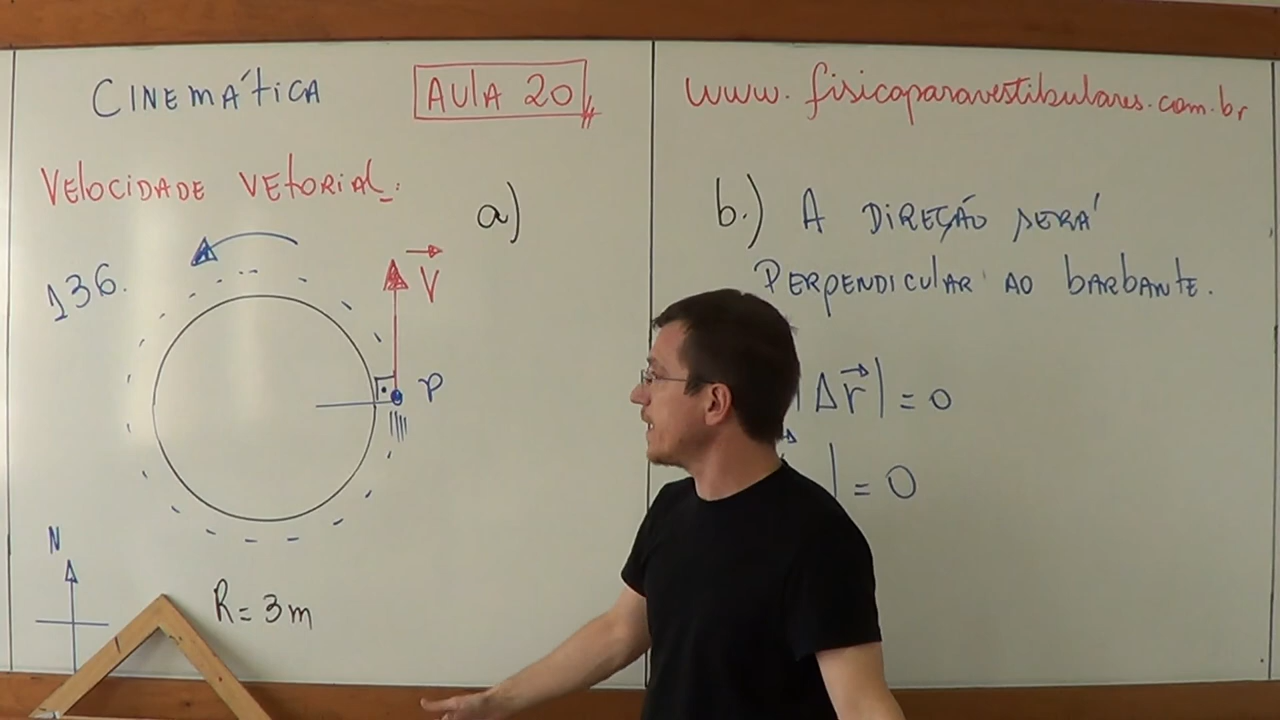 Cinemática
Aula 20
www.fisicaparavestibulares.com.br
Velocidade vetorial:
136.
V
P
N
R = 3m
a)
b.) A direção será
perpendicular ao barbante.
|Δr| = 0
| = 0